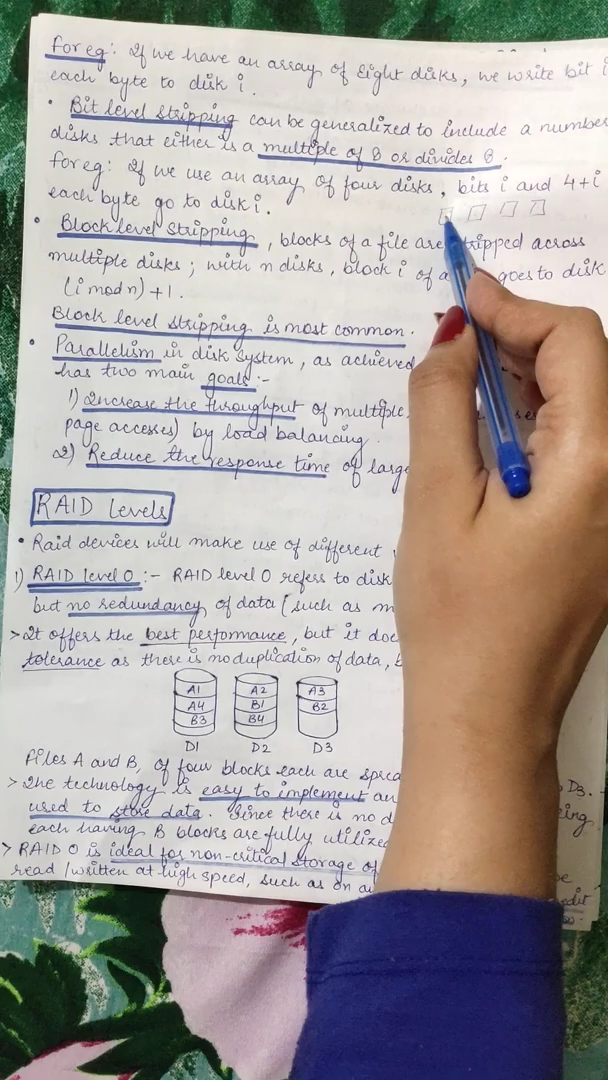 For eg: If we have an array of Eight disks, we write bit i
each byte to disk i.
• Bit level stripping can be generalized to include a number
disks that either is a multiple of 8 or divides 8.
For eg: If we use an array of four disks, bits i and 4+i
each byte go to disk i.
• Block level stripping, blocks of a file are stripped across
multiple disks; with n disks, block i of a goes to disk
(i mod n) + 1.
Block level stripping is most common.
• Parallelism in disk system, as achieved
has two main goals :-
1) Increase the throughput of multiple
page accesses) by load balancing.
2) Reduce the response time of large
RAID Levels
• Raid devices will make use of different
1) RAID level 0 :- RAID level 0 refers to disk
but no redundancy of data (such as
> It offers the best performance, but it
tolerance as there is no duplication of data,
A1 A2 A3
A4 B1 B2
B3 B4
D1 D2 D3
Files A and B, of four blocks each are D3.
> The technology is easy to implement
used to store data. Since there is no
each having B blocks are fully utilized
> RAID 0 is ideal for non-critical storage of
read/written at high speed, such as on